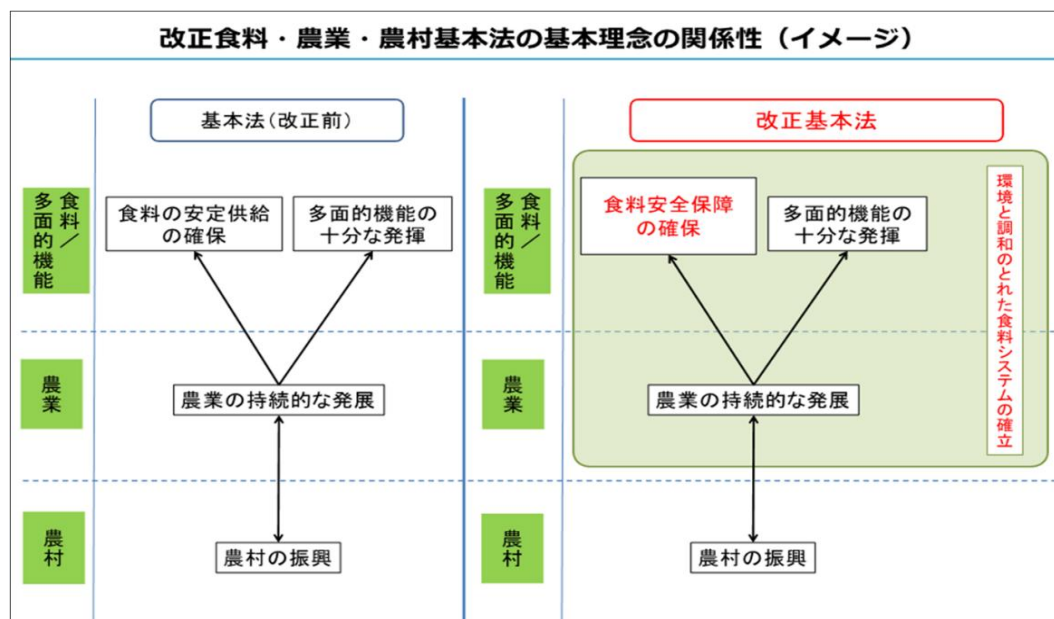 改正食料・農業・農村基本法の基本理念の関係性（イメージ）
基本法（改正前）
食料／
多面的機能
食料の安定供給
の確保
多面的機能の
十分な発揮
農業
農業の持続的な発展
農村
農村の振興
改正基本法
食料／
多面的機能
食料安全保障
の確保
多面的機能の
十分な発揮
環境と調和のとれた食料システムの確立
農業
農業の持続的な発展
農村
農村の振興